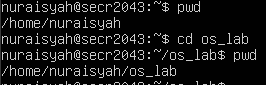 nuraisyah@secr2043:~$ pwd
/home/nuraisyah
nuraisyah@secr2043:~$ cd os_lab
nuraisyah@secr2043:~/os_lab$ pwd
/home/nuraisyah/os_lab